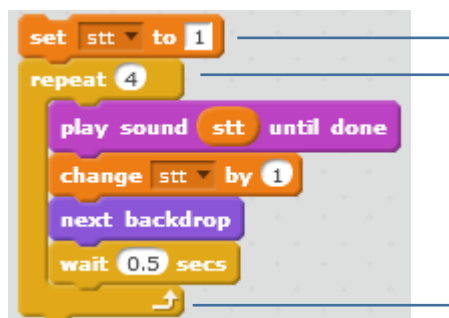 set stt to 1
repeat 4
play sound stt until done
change stt by 1
next backdrop
wait 0.5 secs